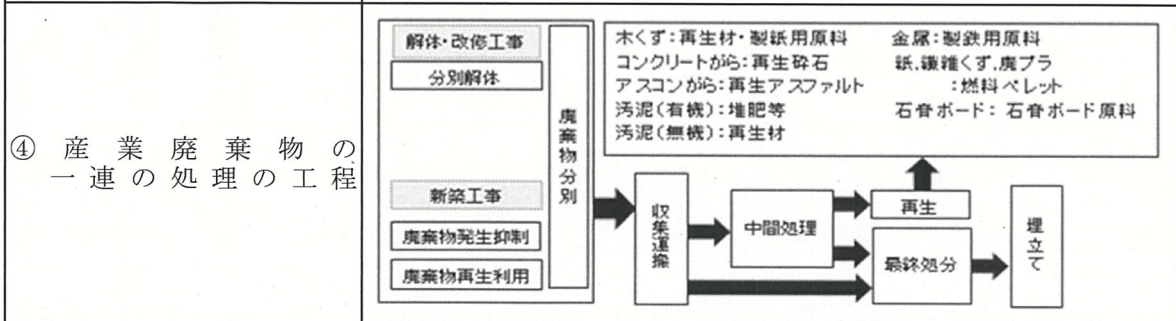 ④ 産業廃棄物の
一連の処理の工程
解体・改修工事
分別解体
新築工事
廃棄物発生抑制
廃棄物再生利用
廃棄物分別
木くず：再生材・製紙用原料
コンクリートがら：再生砕石
アスコンがら：再生アスファルト
汚泥（有機）：堆肥等
汚泥（無機）：再生材
金属：製鉄用原料
紙，繊維くず，廃プラ
：燃料ペレット
石膏ボード：石膏ボード原料
収集運搬
中間処理
再生
最終処分
埋立て